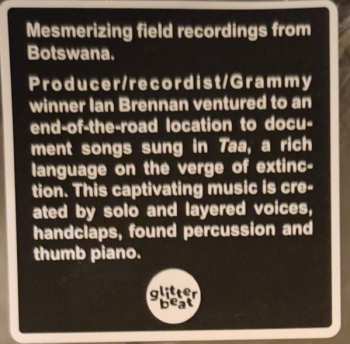 Mesmerizing field recordings from
Botswana.
Producer/recordist/Grammy
winner Ian Brennan ventured to an
end-of-the-road location to docu-
ment songs sung in Taa, a rich
language on the verge of extinc-
tion. This captivating music is cre-
ated by solo and layered voices,
handclaps, found percussion and
thumb piano.
glitter
beat